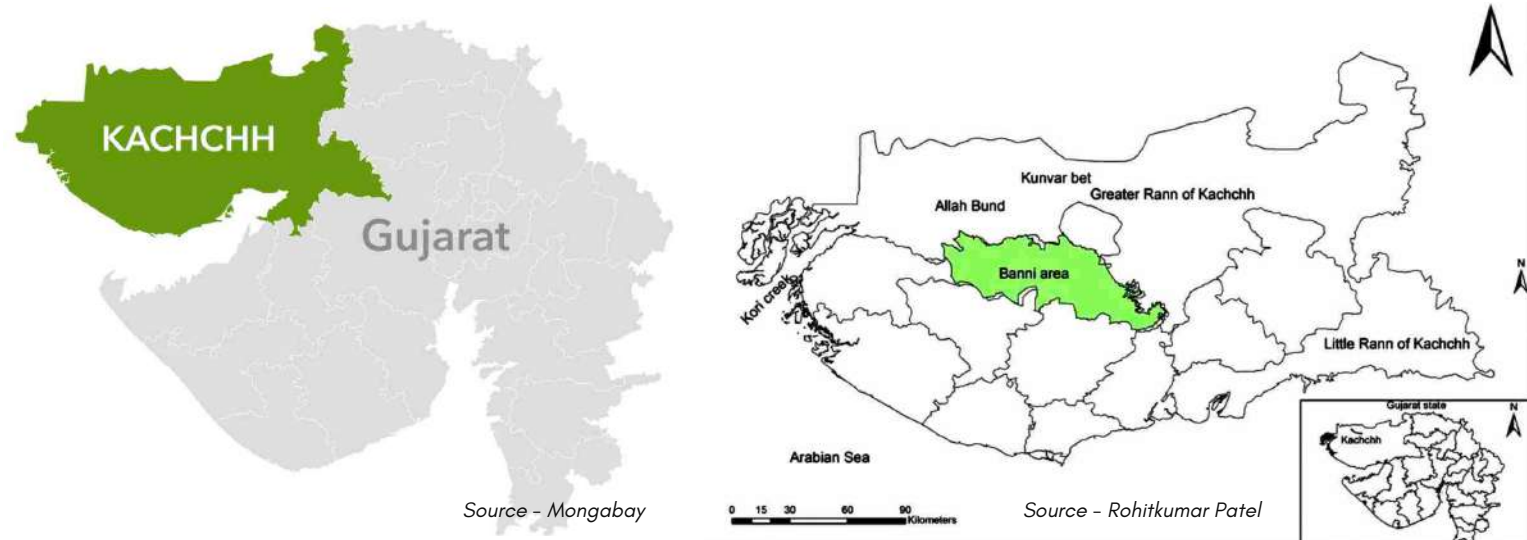 KACHCHH
Gujarat
Source - Mongabay
Kunvar bet
Greater Rann of Kachchh
Allah Bund
Banni area
Kori creek
N
Little Rann of Kachchh
Arabian Sea
0 15 30 60 90
Kilometers
Source - Rohitkumar Patel
Gujarat state
N
Kachchh